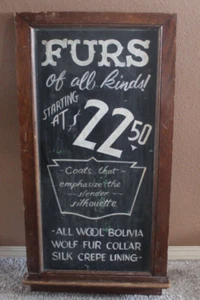 FURS
of all kinds!
STARTING
AT $
22.50
Coats that
emphasize the
slender
silhouette
-ALL WOOL BOLIVIA
WOLF FUR COLLAR
SILK CREPE LINING-